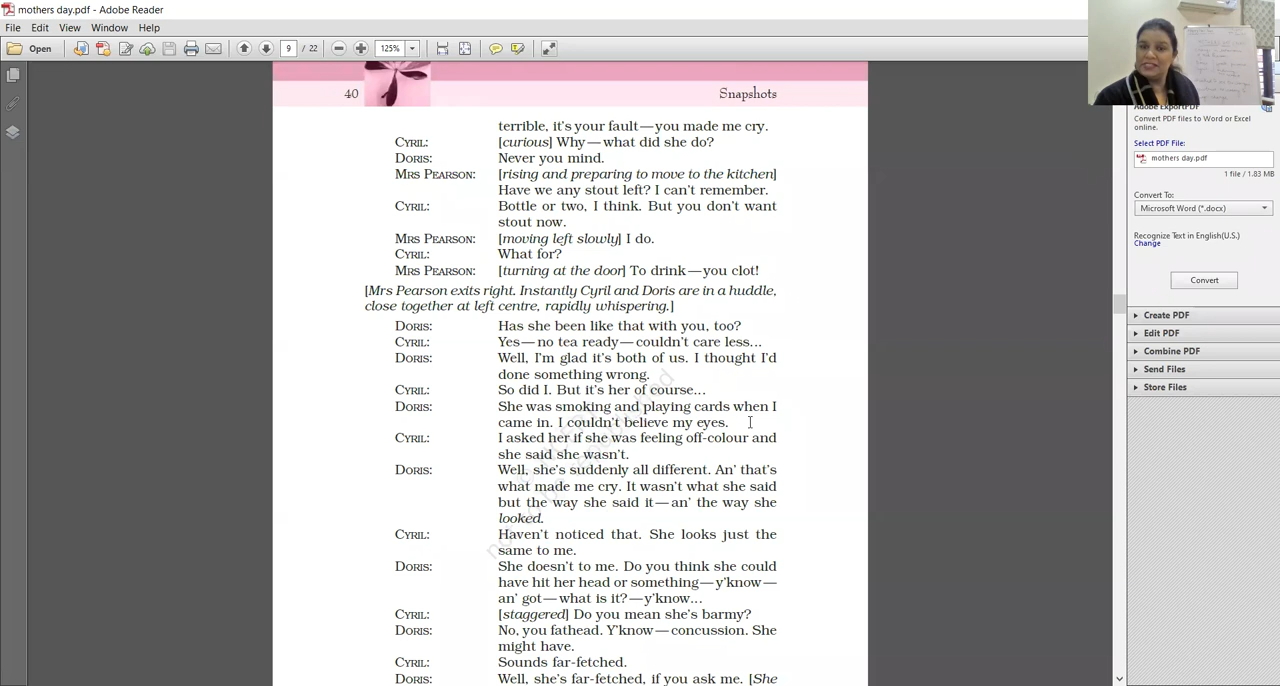 mothers day.pdf - Adobe Reader
File Edit View Window Help
Open 9 / 22 125%
40 Snapshots
terrible, it's your fault—you made me cry.
CYRIL: [curious] Why—what did she do?
DORIS: Never you mind.
MRS PEARSON: [rising and preparing to move to the kitchen]
Have we any stout left? I can't remember.
CYRIL: Bottle or two, I think. But you don't want
stout now.
MRS PEARSON: [moving left slowly] I do.
CYRIL: What for?
MRS PEARSON: [turning at the door] To drink—you clot!
[Mrs Pearson exits right. Instantly Cyril and Doris are in a huddle,
close together at left centre, rapidly whispering.]
DORIS: Has she been like that with you, too?
CYRIL: Yes—no tea ready—couldn't care less...
DORIS: Well, I'm glad it's both of us. I thought I'd
done something wrong.
CYRIL: So did I. But it's her of course...
DORIS: She was smoking and playing cards when I
came in. I couldn't believe my eyes.
CYRIL: I asked her if she was feeling off-colour and
she said she wasn't.
DORIS: Well, she's suddenly all different. An' that's
what made me cry. It wasn't what she said
but the way she said it—an' the way she
looked.
CYRIL: Haven't noticed that. She looks just the
same to me.
DORIS: She doesn't to me. Do you think she could
have hit her head or something—y'know—
an' got—what is it?—y'know...
CYRIL: [staggered] Do you mean she's barmy?
DORIS: No, you fathead. Y'know—concussion. She
might have.
CYRIL: Sounds far-fetched.
DORIS: Well, she's far-fetched, if you ask me. [She
Adobe ExportPDF
Convert PDF files to Word or Excel
online.
Select PDF File:
mothers day.pdf
1 file / 1.83 MB
Convert To:
Microsoft Word (*.docx)
Recognize Text in English(U.S.)
Change
Convert
Create PDF
Edit PDF
Combine PDF
Send Files
Store Files